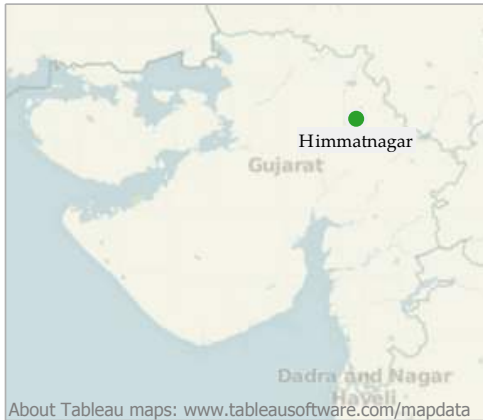 Himmatnagar
Gujarat
Dadra and Nagar
Haveli
About Tableau maps: www.tableausoftware.com/mapdata